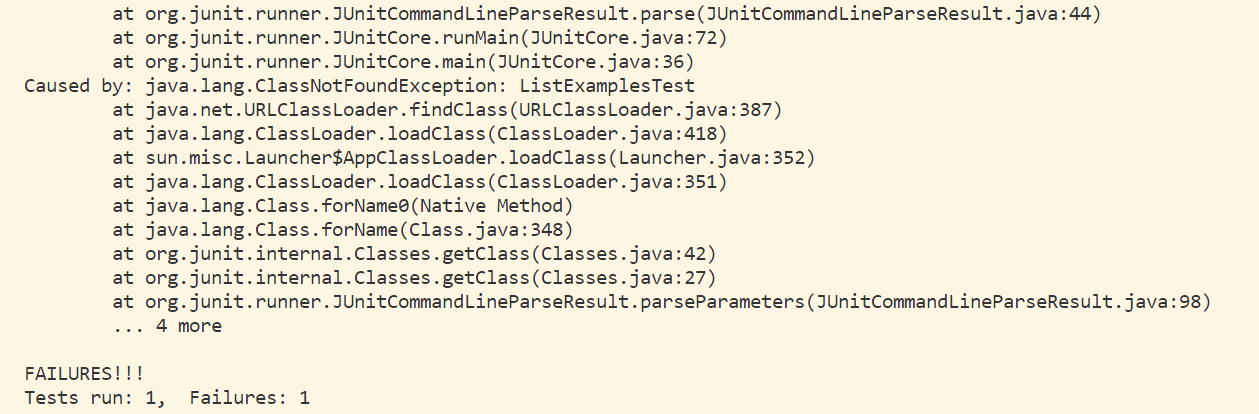 at org.junit.runner.JUnitCommandLineParseResult.parse(JUnitCommandLineParseResult.java:44)
at org.junit.runner.JUnitCore.runMain(JUnitCore.java:72)
at org.junit.runner.JUnitCore.main(JUnitCore.java:36)
Caused by: java.lang.ClassNotFoundException: ListExamplesTest
at java.net.URLClassLoader.findClass(URLClassLoader.java:387)
at java.lang.ClassLoader.loadClass(ClassLoader.java:418)
at sun.misc.Launcher$AppClassLoader.loadClass(Launcher.java:352)
at java.lang.ClassLoader.loadClass(ClassLoader.java:351)
at java.lang.Class.forName0(Native Method)
at java.lang.Class.forName(Class.java:348)
at org.junit.internal.Classes.getClass(Classes.java:42)
at org.junit.internal.Classes.getClass(Classes.java:27)
at org.junit.runner.JUnitCommandLineParseResult.parseParameters(JUnitCommandLineParseResult.java:98)
... 4 more
FAILURES!!!
Tests run: 1,  Failures: 1